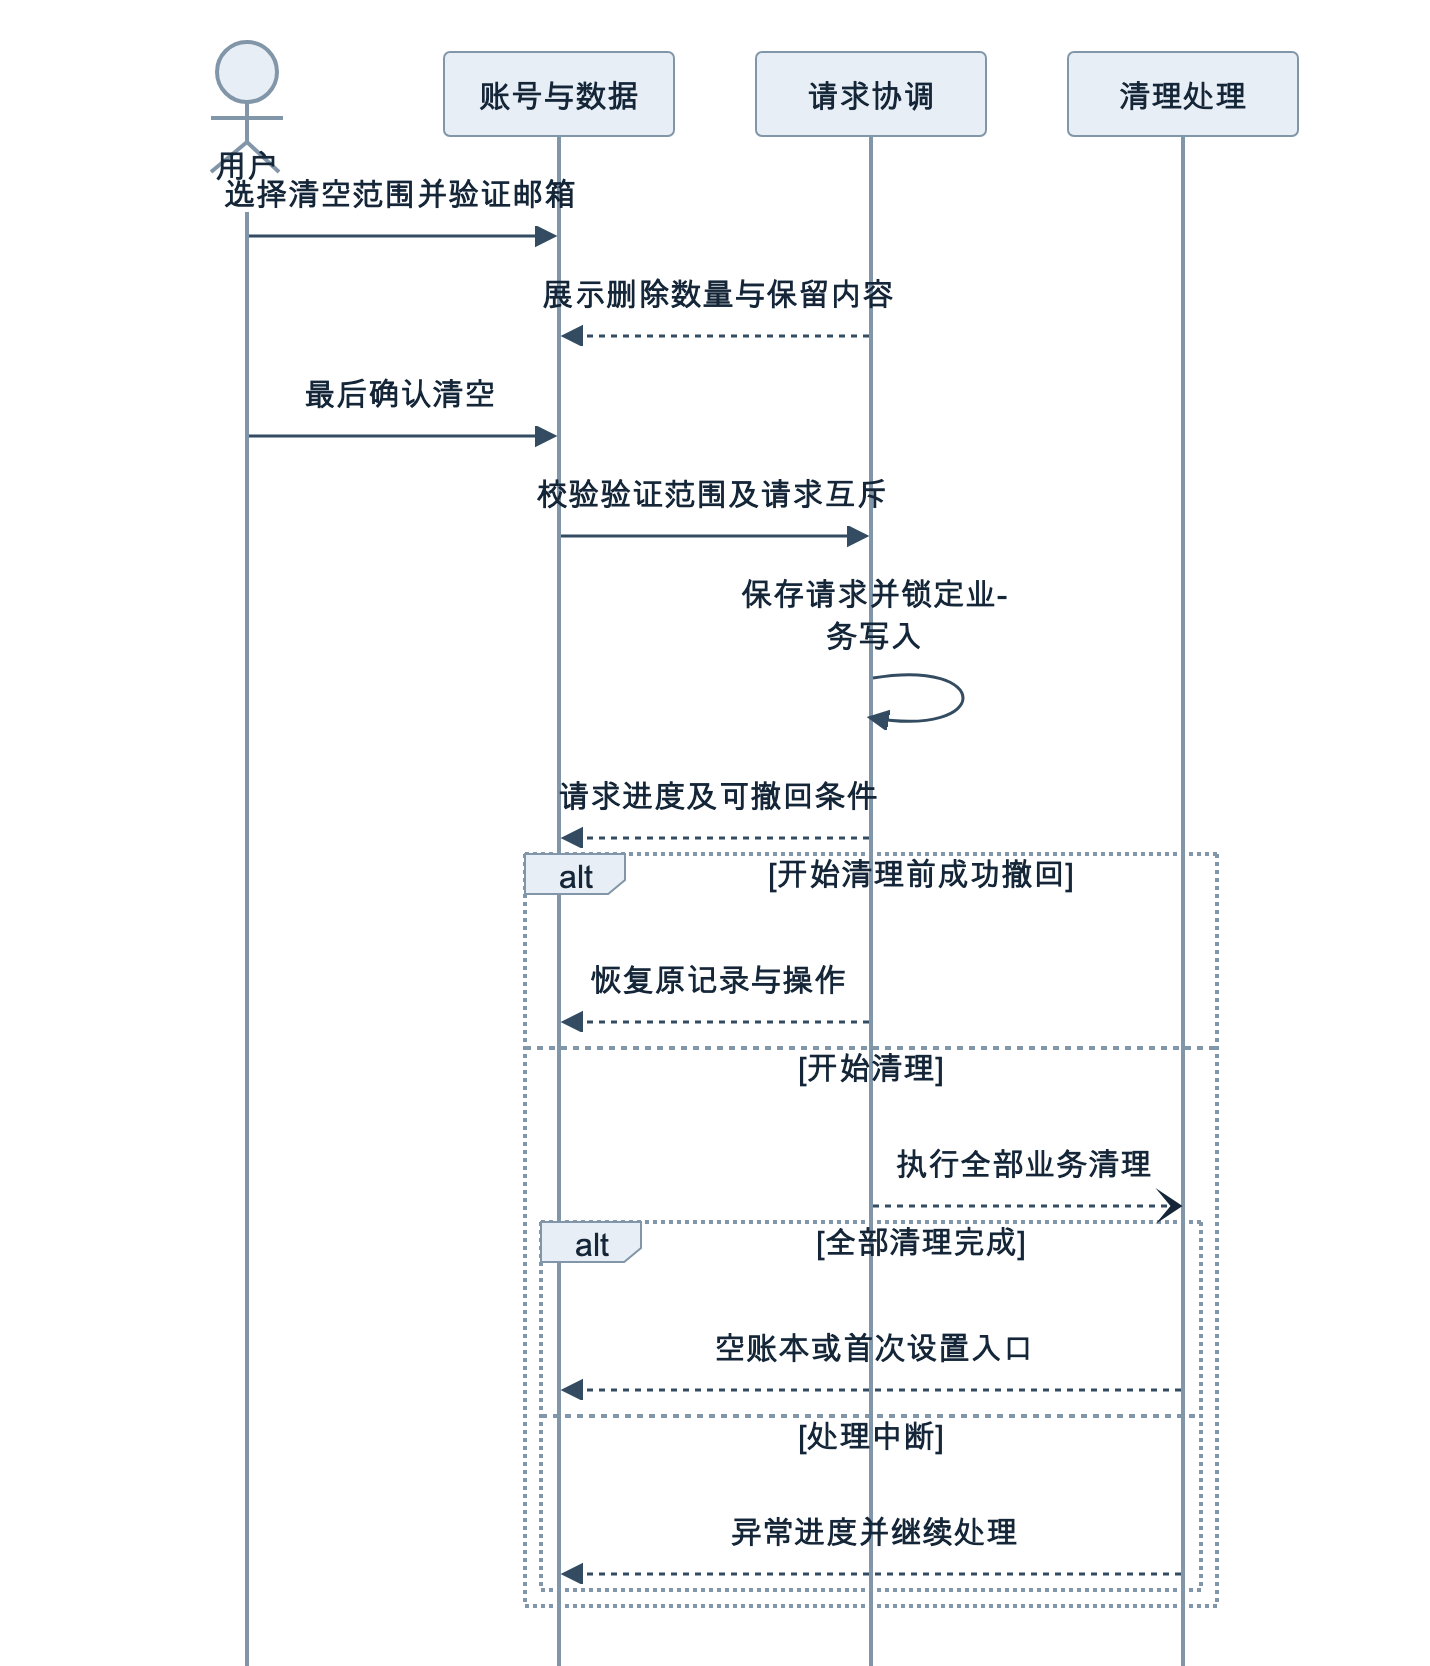 账号与数据
请求协调
清理处理
用户
选择清空范围并验证邮箱
展示删除数量与保留内容
最后确认清空
校验验证范围及请求互斥
保存请求并锁定业-
务写入
请求进度及可撤回条件
alt
[开始清理前成功撤回]
恢复原记录与操作
[开始清理]
执行全部业务清理
alt
[全部清理完成]
空账本或首次设置入口
[处理中断]
异常进度并继续处理